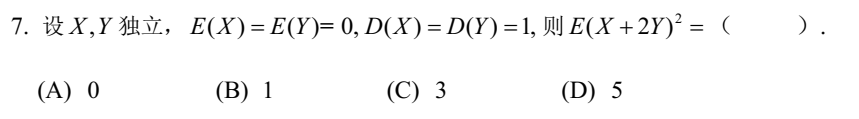 7. 设 X,Y 独立， E(X) = E(Y)= 0, D(X) = D(Y) = 1, 则 E(X + 2Y)² = （　　）.
(A) 0　　(B) 1　　(C) 3　　(D) 5